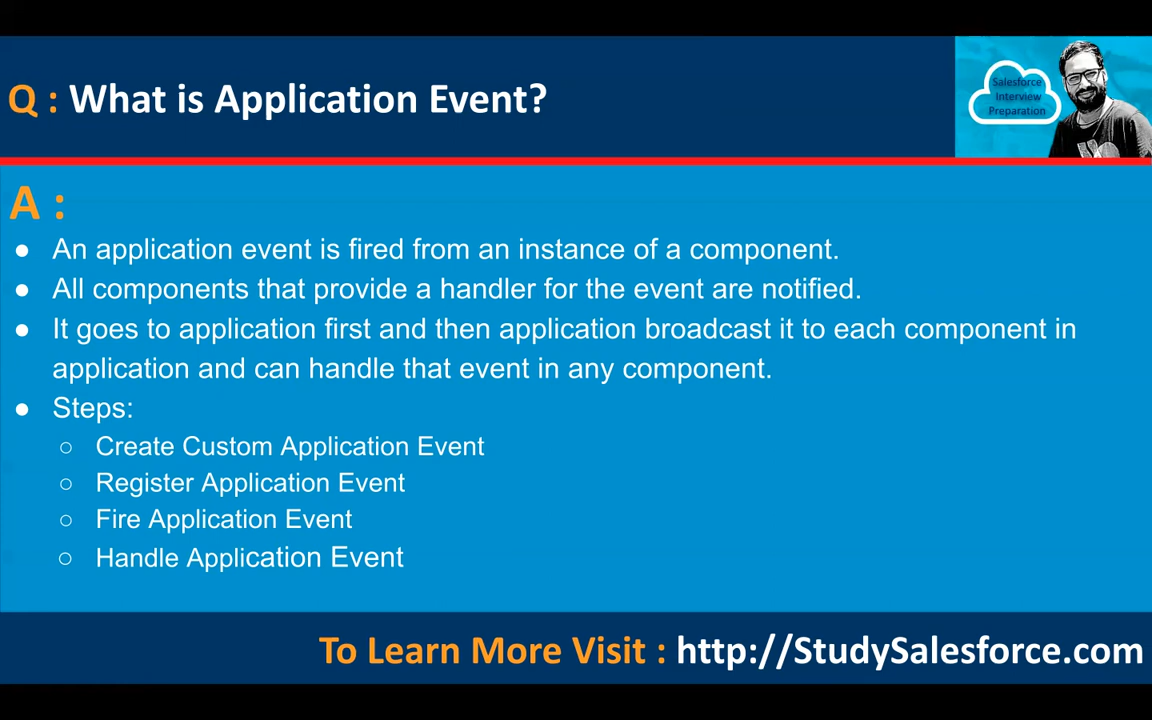 Q : What is Application Event?
Salesforce
Interview
Preparation
A :
● An application event is fired from an instance of a component.
● All components that provide a handler for the event are notified.
● It goes to application first and then application broadcast it to each component in
application and can handle that event in any component.
● Steps:
○ Create Custom Application Event
○ Register Application Event
○ Fire Application Event
○ Handle Application Event
To Learn More Visit : http://StudySalesforce.com